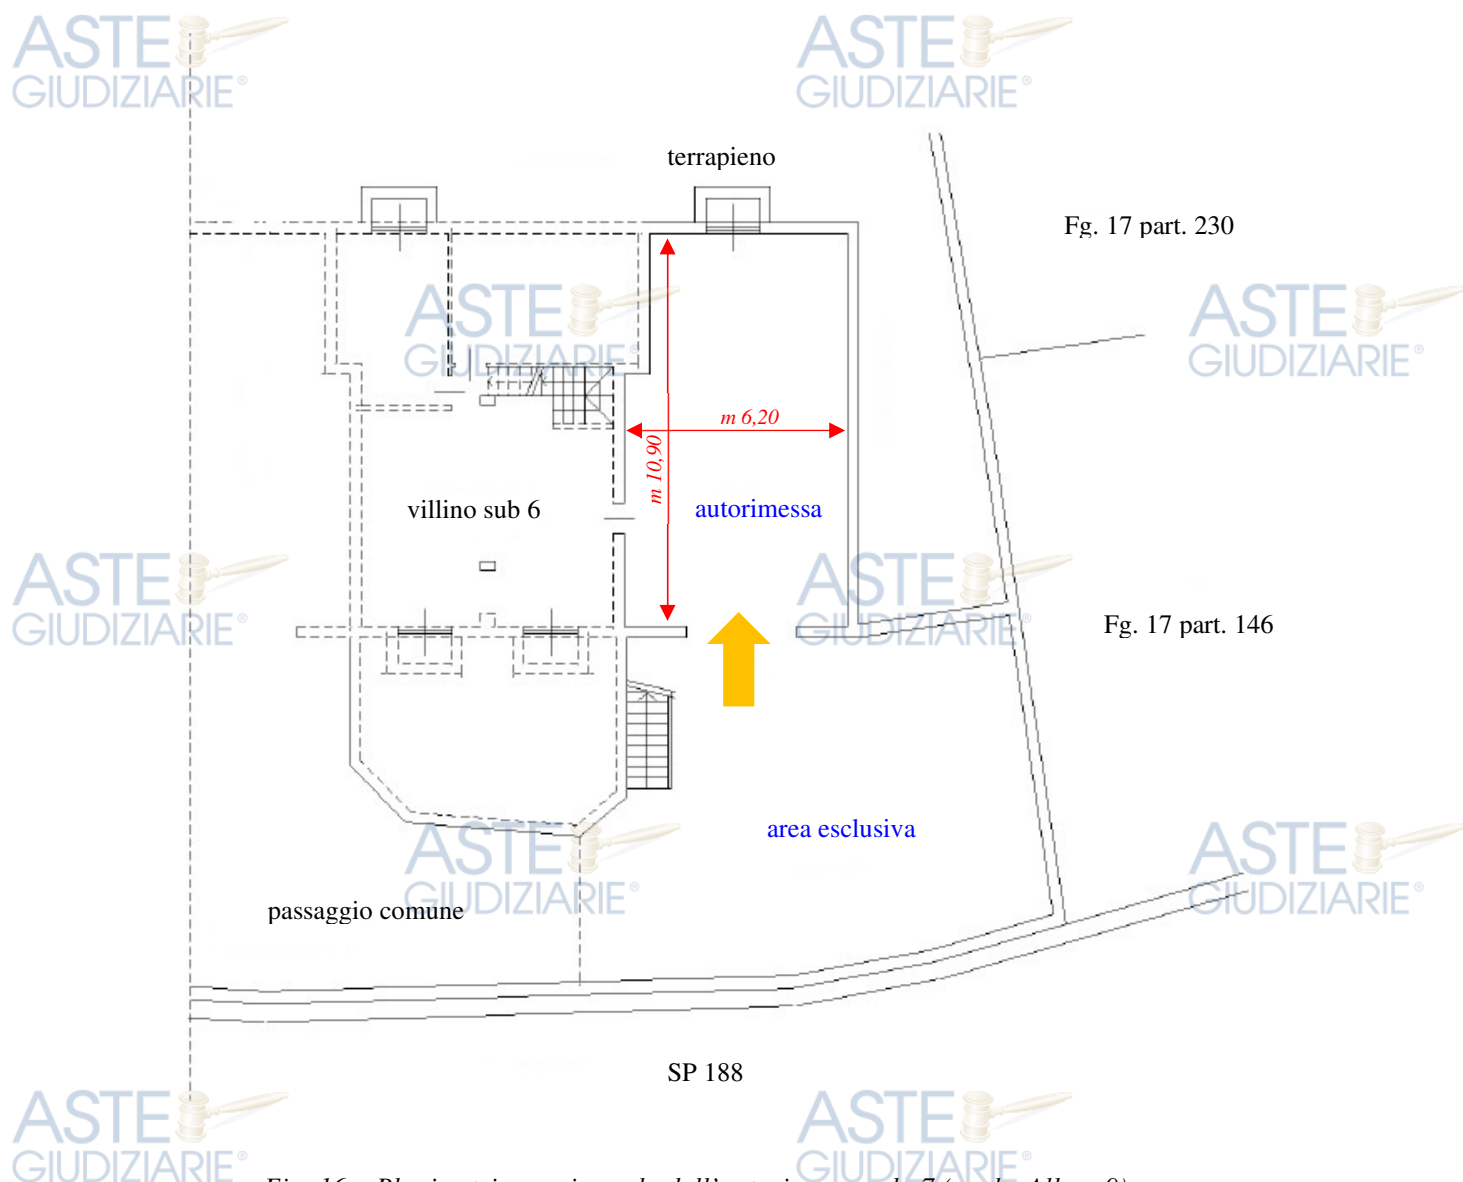 ASTE
GIUDIZIARIE®
ASTE
GIUDIZIARIE®
terrapieno
Fg. 17 part. 230
ASTE
GIUDIZIARIE®
ASTE
GIUDIZIARIE®
m 6,20
m 10,90
villino sub 6
autorimessa
ASTE
GIUDIZIARIE®
ASTE
GIUDIZIARIE®
Fg. 17 part. 146
area esclusiva
ASTE
GIUDIZIARIE®
ASTE
GIUDIZIARIE®
passaggio comune
SP 188
ASTE
GIUDIZIARIE®
ASTE
GIUDIZIARIE®